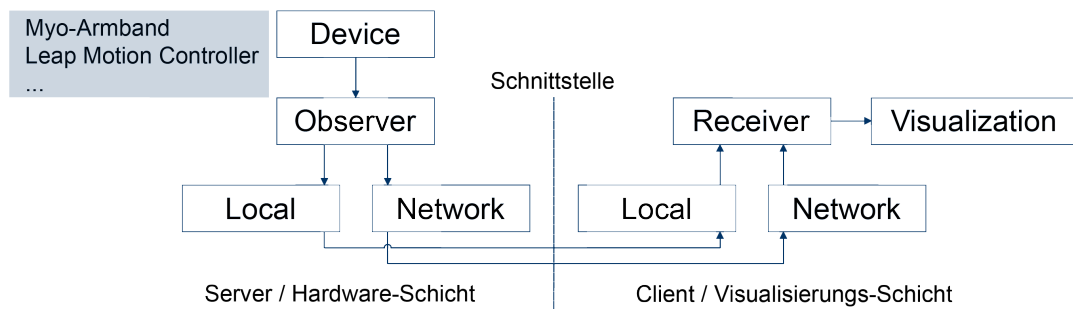 Myo-Armband
Leap Motion Controller
...
Device
Schnittstelle
Observer
Receiver
Visualization
Local
Network
Local
Network
Server / Hardware-Schicht
Client / Visualisierungs-Schicht